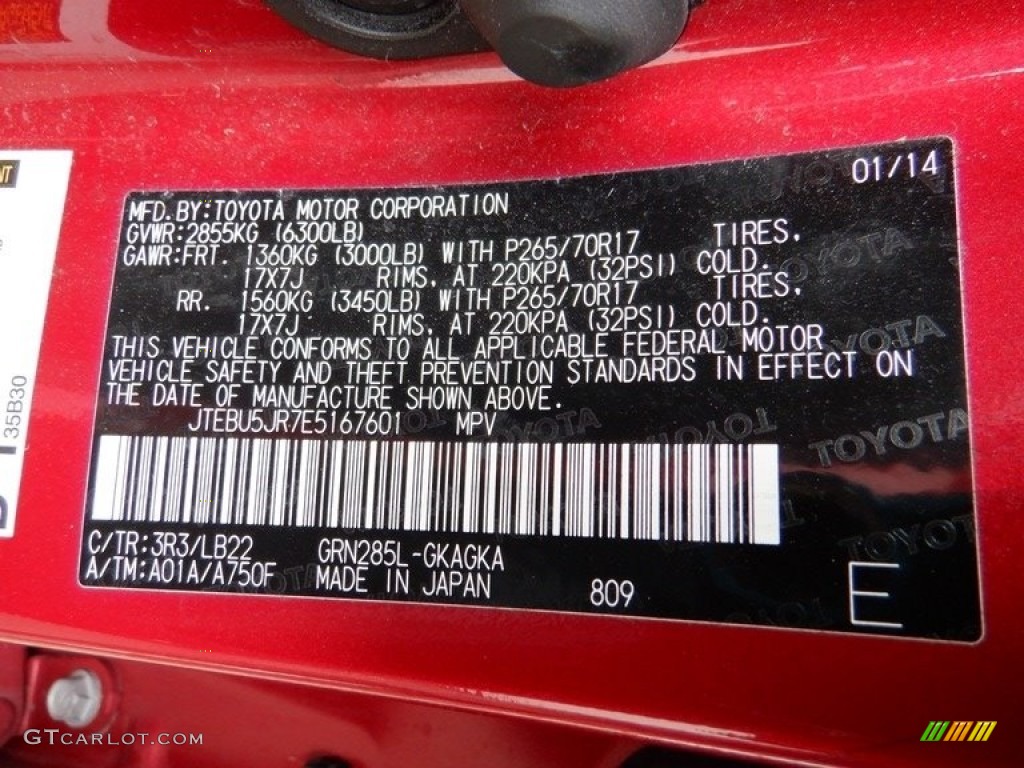 01/14
MFD. BY: TOYOTA MOTOR CORPORATION
GVWR: 2855KG (6300LB)
GAWR: FRT. 1360KG (3000LB) WITH P265/70R17 TIRES,
17X7J RIMS, AT 220KPA (32PSI) COLD.
RR. 1560KG (3450LB) WITH P265/70R17 TIRES,
17X7J RIMS, AT 220KPA (32PSI) COLD.
THIS VEHICLE CONFORMS TO ALL APPLICABLE FEDERAL MOTOR
VEHICLE SAFETY AND THEFT PREVENTION STANDARDS IN EFFECT ON
THE DATE OF MANUFACTURE SHOWN ABOVE.
JTEBU5JR7E5167601 MPV
C/TR: 3R3/LB22 GRN285L-GKAGKA
A/TM: A01A/A750F MADE IN JAPAN 809
E
35B30
TOYOTA
TOYOTA
TOYOTA
TOYOTA
GTCARLOT.COM